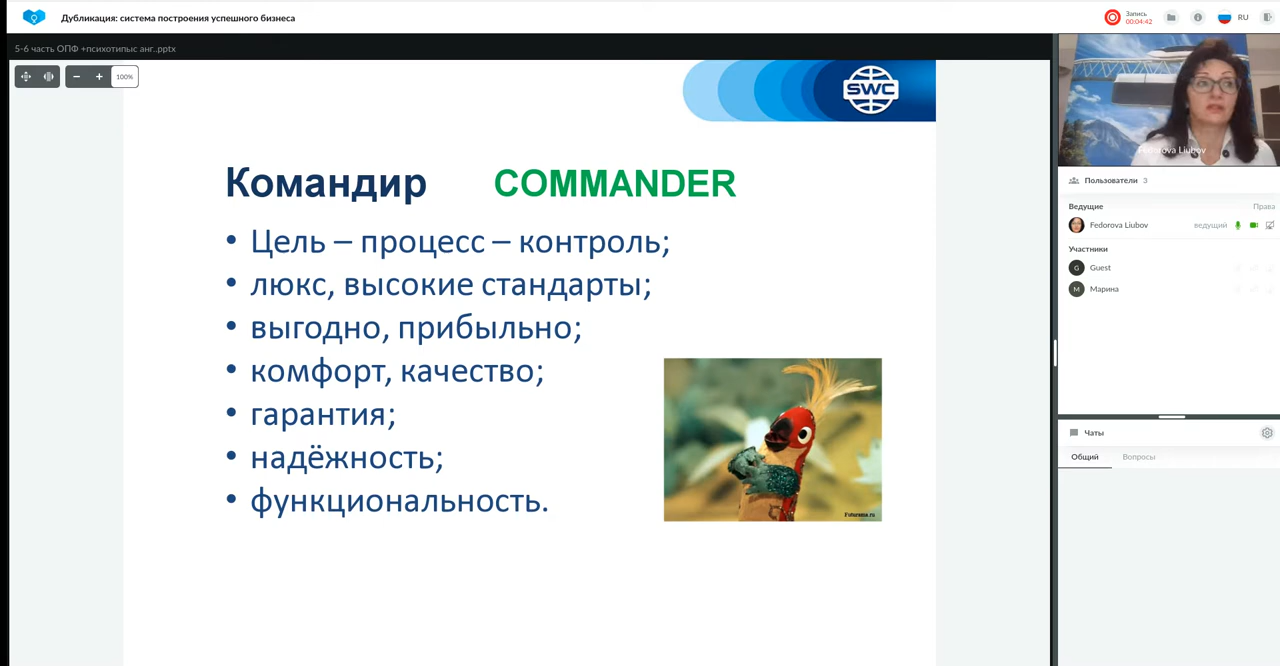 Дубликация: система построения успешного бизнеса
Запись
00:04:42
RU
5-6 часть ОПФ +психотипыс анг..pptx
100%
SWC
Командир COMMANDER
• Цель – процесс – контроль;
• люкс, высокие стандарты;
• выгодно, прибыльно;
• комфорт, качество;
• гарантия;
• надёжность;
• функциональность.
Futurama.ru
Fedorova Liubov
Пользователи 3
Ведущие Права
Fedorova Liubov ведущий
Участники
G Guest
М Марина
Чаты
Общий Вопросы